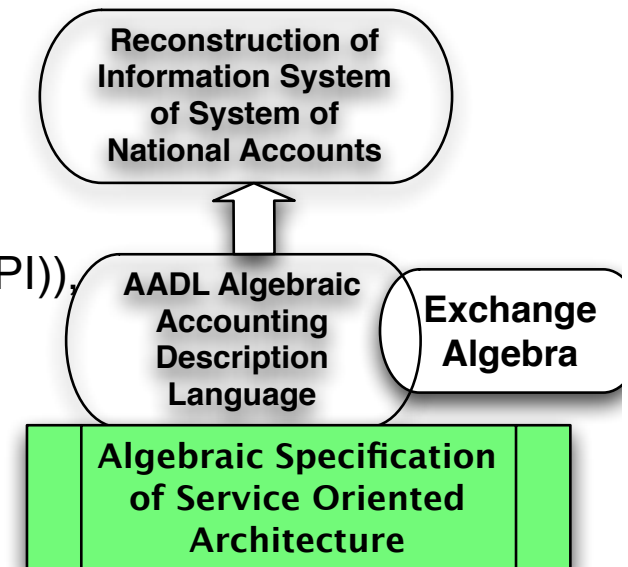 Reconstruction of
Information System
of System of
National Accounts
PI)),
AADL Algebraic
Accounting
Description
Language
Exchange
Algebra
Algebraic Specification
of Service Oriented
Architecture